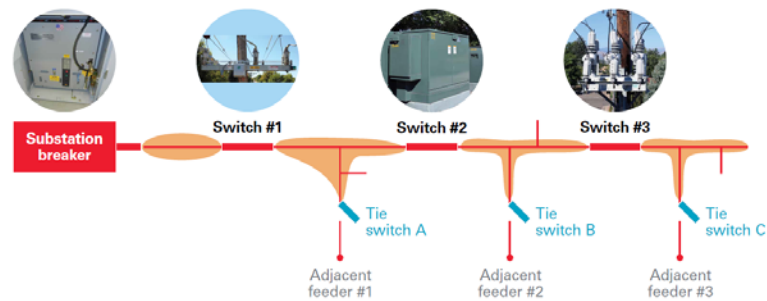 Switch #1
Switch #2
Switch #3
Substation
breaker
Tie
switch A
Tie
switch B
Tie
switch C
Adjacent
feeder #1
Adjacent
feeder #2
Adjacent
feeder #3